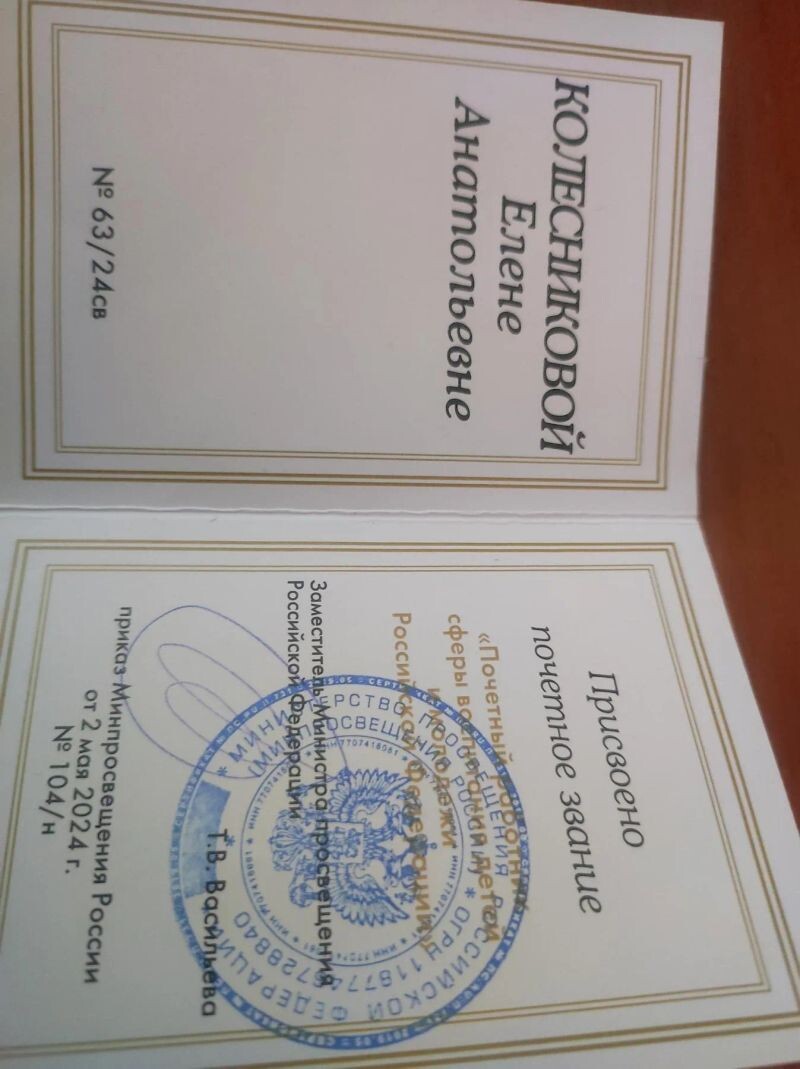 КОЛЕСНИКОВОЙ
Елене
Анатольевне
№ 63/24св
Присвоено
почетное звание
«Почетный работник
сферы воспитания детей
и молодежи
Российской Федерации»
Заместитель Министра просвещения
Российской Федерации
Т.В. Васильева
приказ Минпросвещения России
от 2 мая 2024 г.
№ 104/н